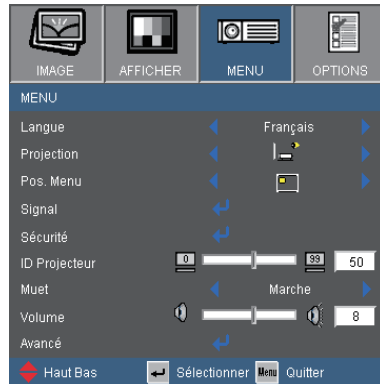 IMAGE AFFICHER MENU OPTIONS
MENU
Langue Français
Projection
Pos. Menu
Signal
Sécurité
ID Projecteur 0 99 50
Muet Marche
Volume 8
Avancé
Haut Bas Sélectionner Menu Quitter